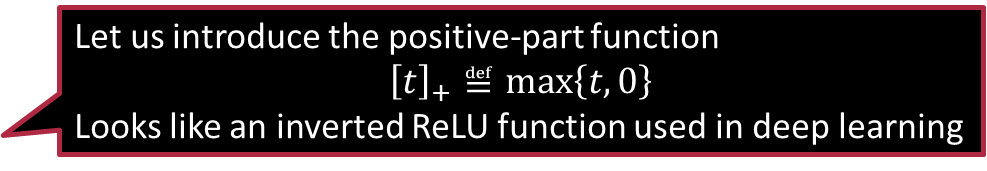 Let us introduce the positive-part function
[t]₊ ≝ max{t, 0}
Looks like an inverted ReLU function used in deep learning